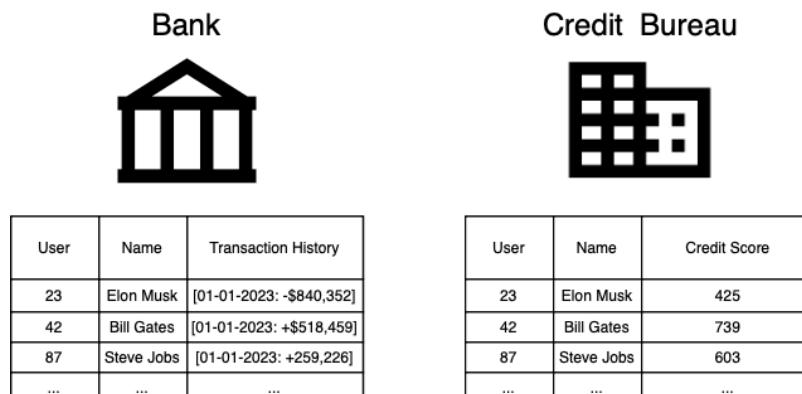 Bank
Credit Bureau
User Name Transaction History
23 Elon Musk [01-01-2023: -$840,352]
42 Bill Gates [01-01-2023: +$518,459]
87 Steve Jobs [01-01-2023: +259,226]
... ... ...
User Name Credit Score
23 Elon Musk 425
42 Bill Gates 739
87 Steve Jobs 603
... ... ...